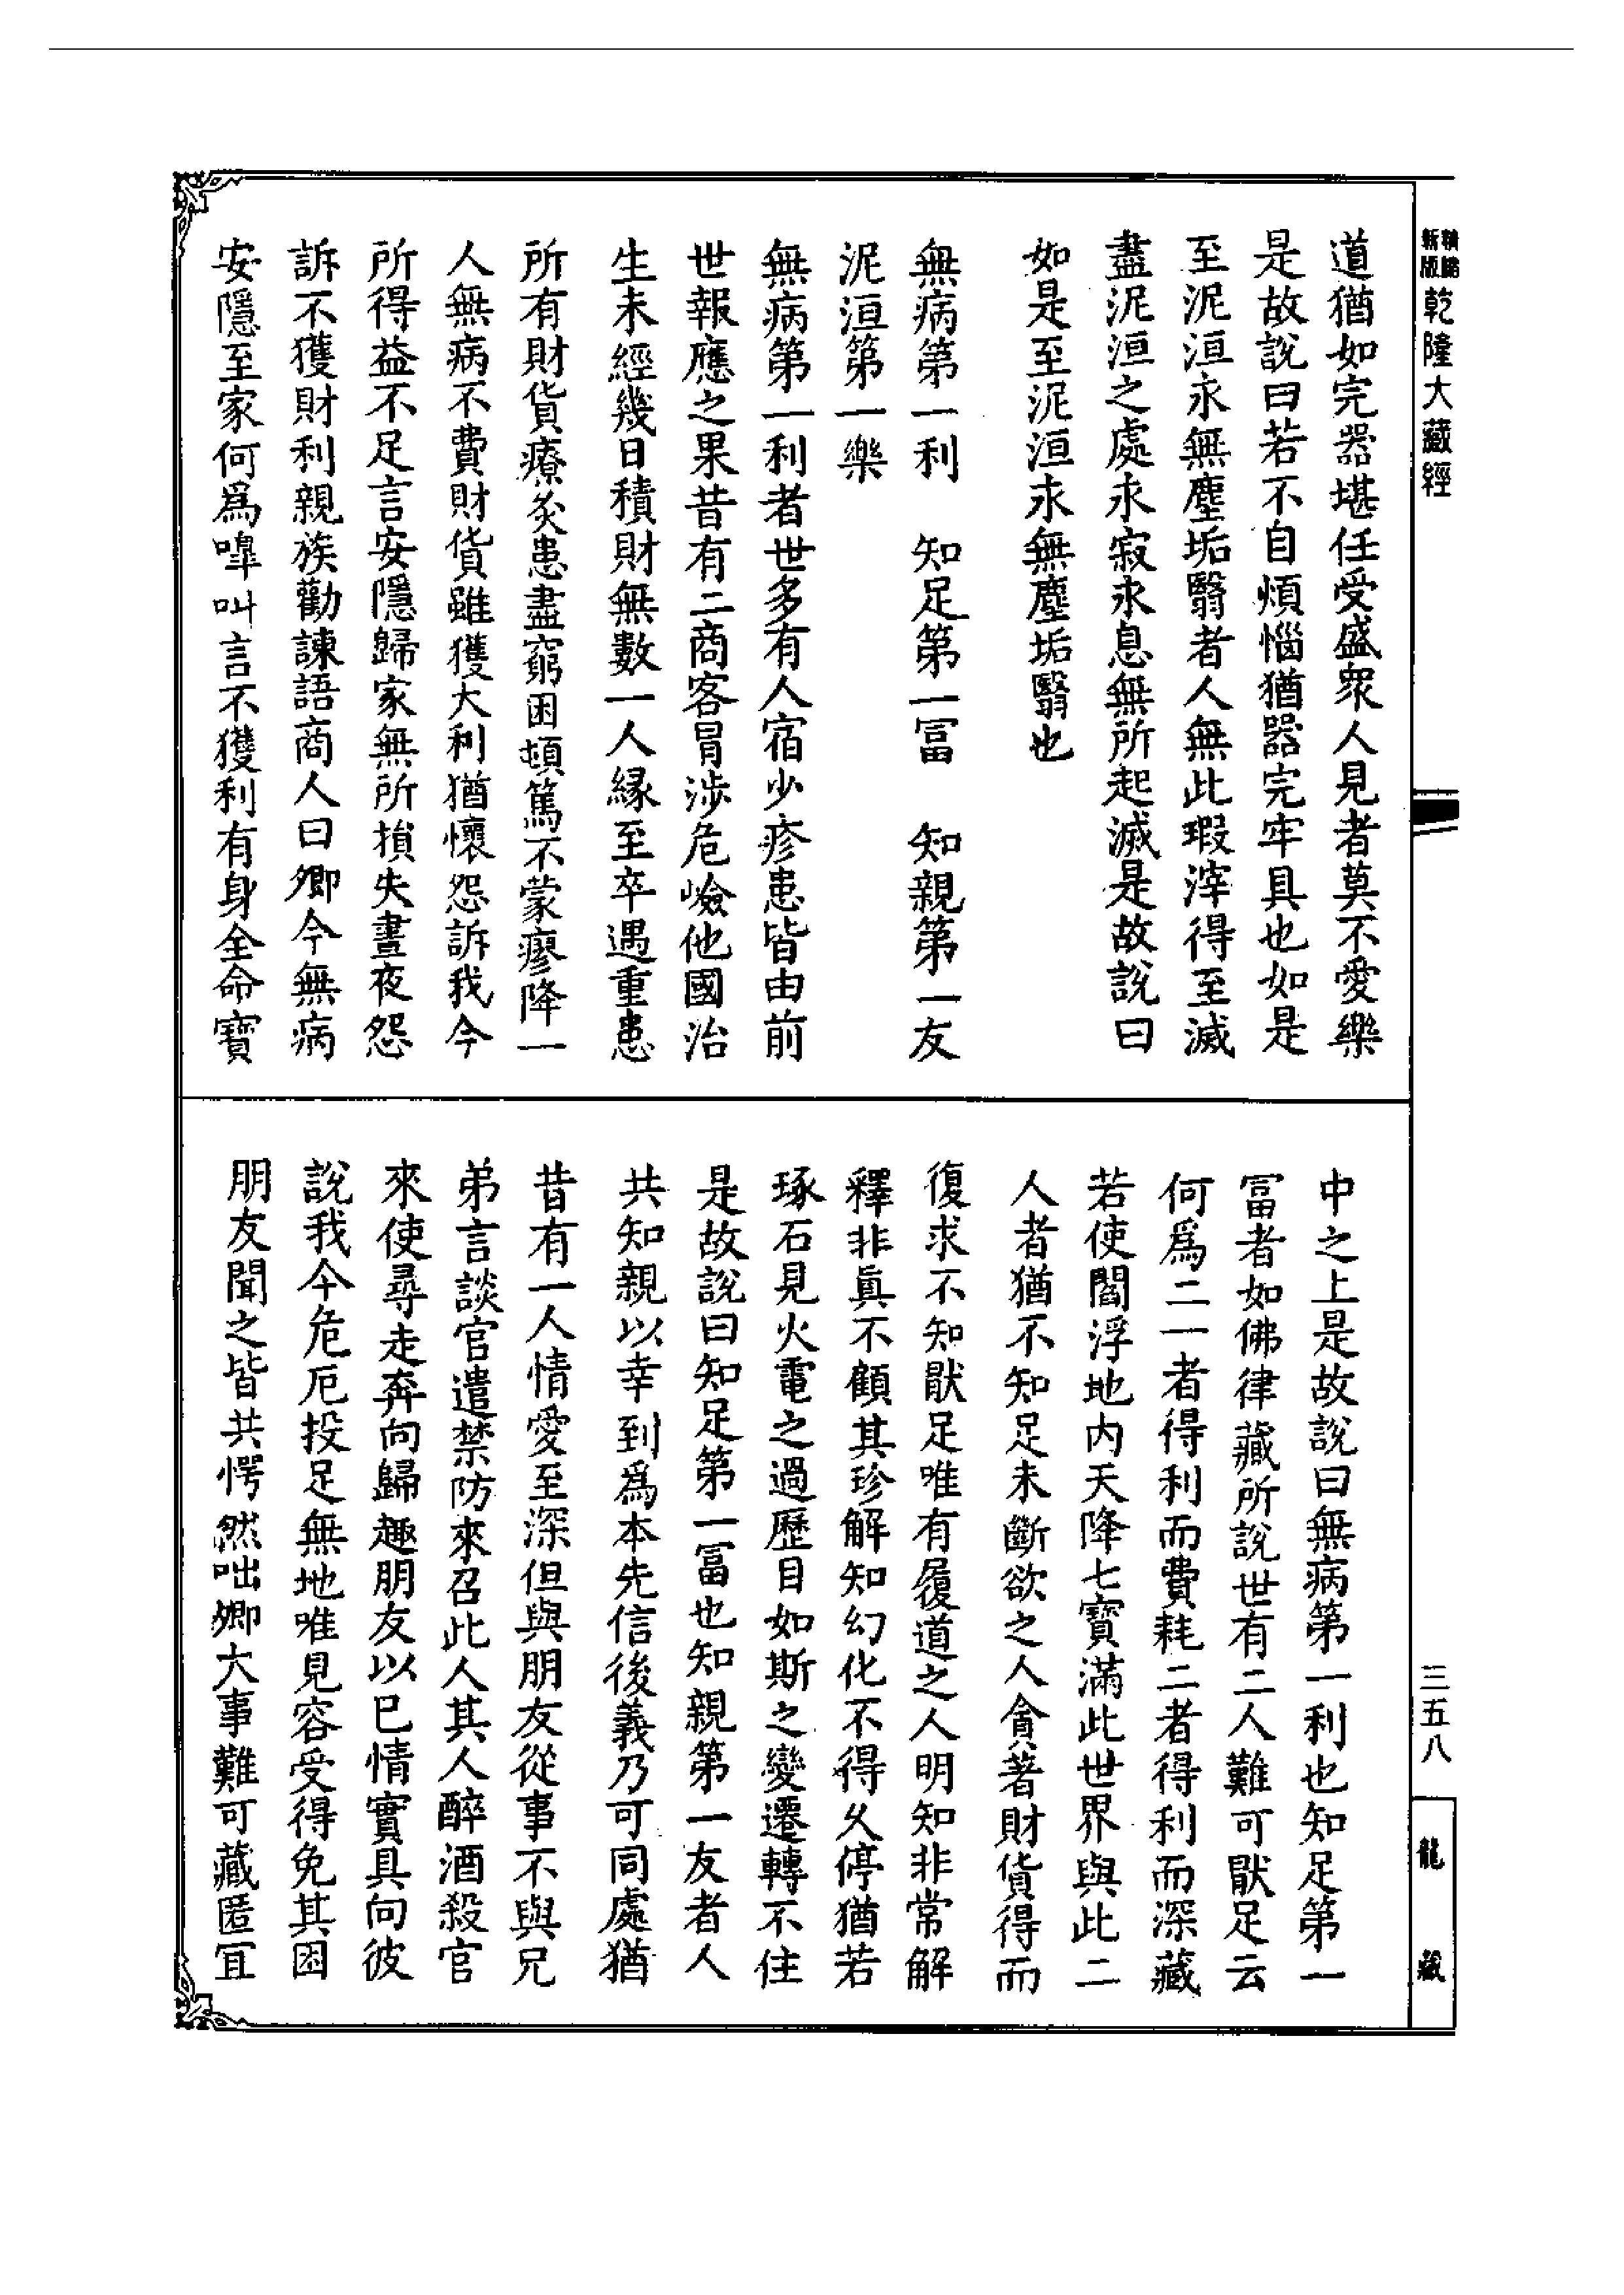 新版
乾隆大藏經
道猶如完器堪任受盛衆人見者莫不愛樂
是故說曰若不自煩惱猶器完牢具也如是
至泥洹永無塵垢翳者人無此瑕滓得至滅
盡泥洹之處永寂永息無所起滅是故說曰
如是至泥洹永無塵垢翳也
無病第一利　知足第一冨　知親第一友
泥洹第一樂
無病第一利者世多有人宿少疹患皆由前
世報應之果昔有二商客冒涉危嶮他國治
生未經幾日積財無數一人緣至卒遇重患
所有財貨療灸患盡窮困頓篤不蒙瘳降一
人無病不費財貨雖獲大利猶懷怨訴我今
所得益不足言安隱歸家無所損失晝夜怨
訴不獲財利親族勸諫語商人曰卿今無病
安隱至家何爲嘷叫言不獲利有身全命寶
中之上是故說曰無病第一利也知足第一
冨者如佛律藏所說世有二人難可猒足云
何爲二一者得利而費耗二者得利而深藏
若使閻浮地內天降七寶滿此世界與此二
人者猶不知足未斷欲之人貪著財貨得而
復求不知猒足唯有履道之人明知非常解
釋非眞不顧其珍解知幻化不得久停猶若
琢石見火電之過歷目如斯之變遷轉不住
是故說曰知足第一冨也知親第一友者人
共知親以幸到爲本先信後義乃可同處猶
昔有一人情愛至深但與朋友從事不與兄
弟言談官遣禁防來召此人其人醉酒殺官
來使尋走奔向歸趣朋友以已情實具向彼
說我今危厄投足無地唯見容受得免其困
朋友聞之皆共愕然咄卿大事難可藏匿冝
三五八
龍藏